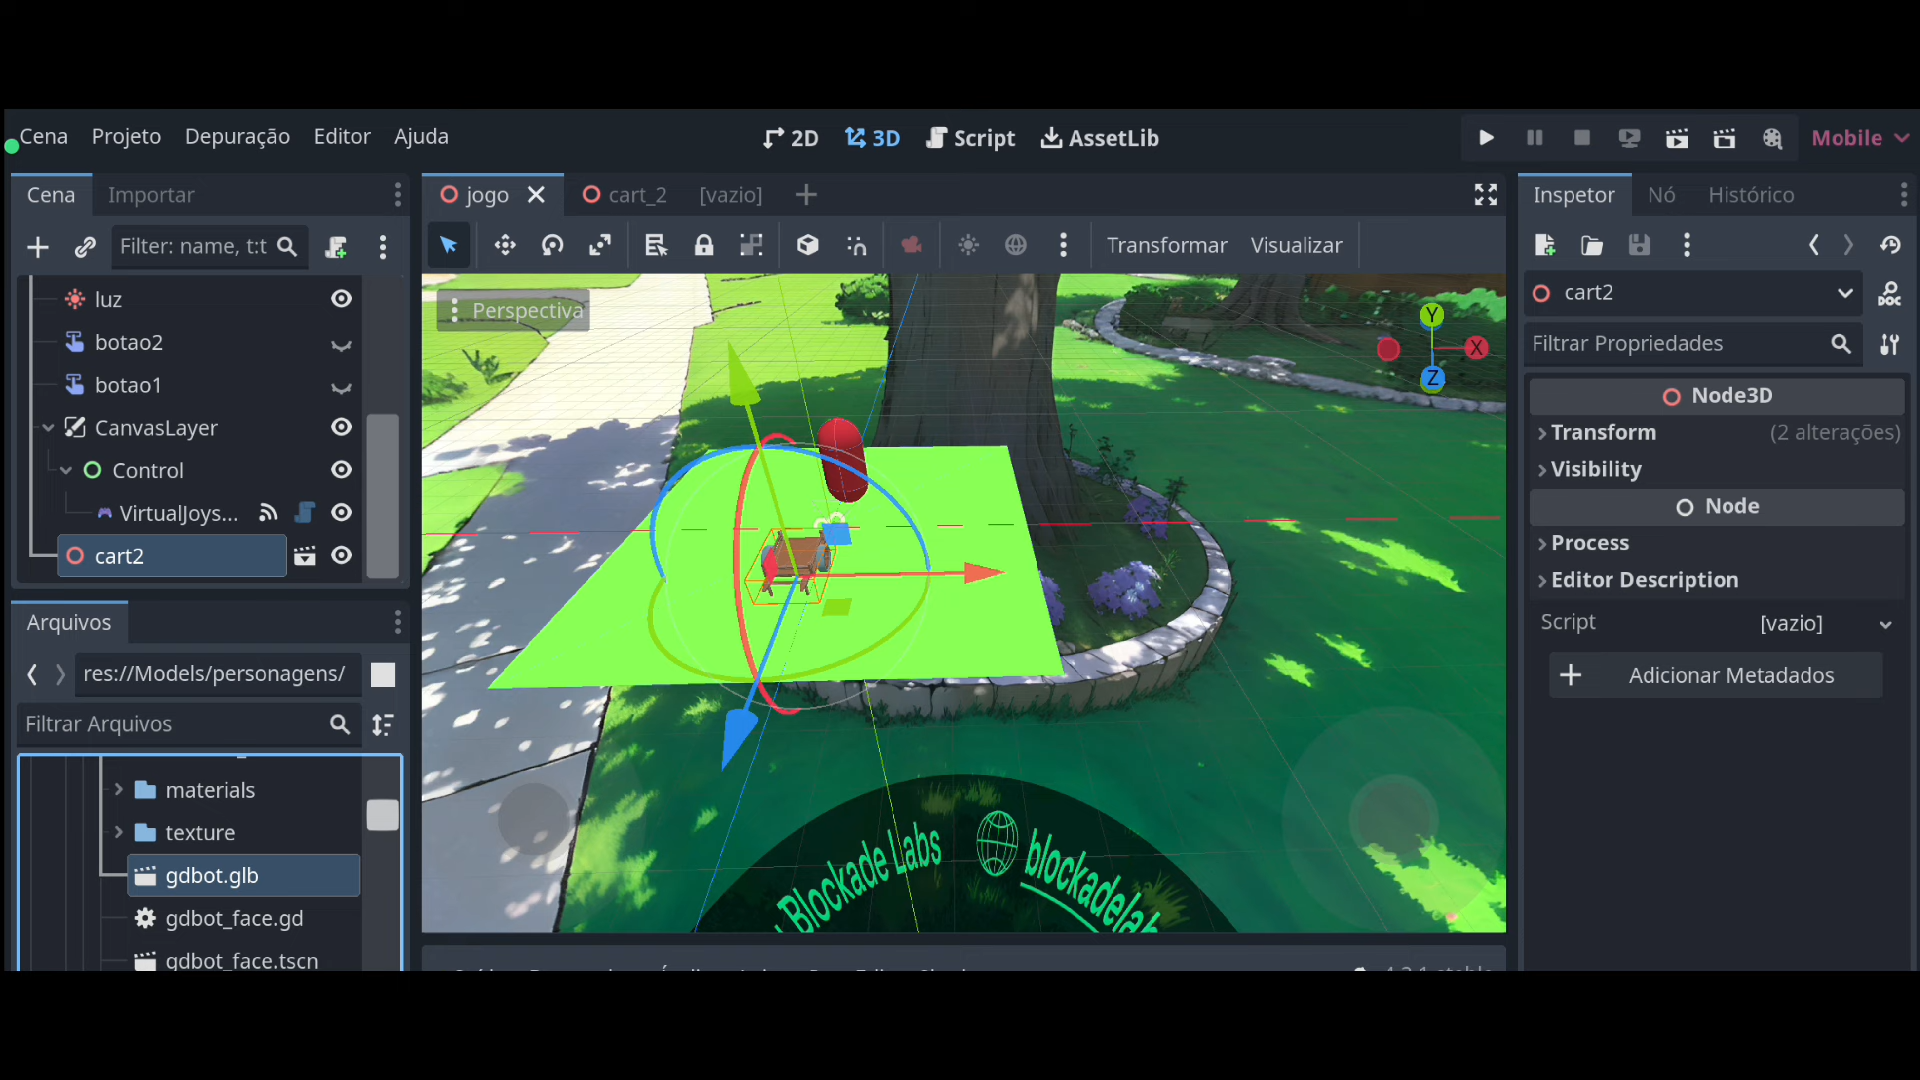 Cena Projeto Depuração Editor Ajuda
2D 3D Script AssetLib
Mobile
Cena Importar
Filter: name, t:t
luz
botao2
botao1
CanvasLayer
Control
VirtualJoys...
cart2
Arquivos
res://Models/personagens/
Filtrar Arquivos
materials
texture
gdbot.glb
gdbot_face.gd
gdbot_face.tscn
jogo cart_2 [vazio]
Transformar Visualizar
Perspectiva
Y
X
Z
Blockade Labs
blockadelab
Inspetor Nó Histórico
cart2
Filtrar Propriedades
Node3D
Transform (2 alterações)
Visibility
Node
Process
Editor Description
Script [vazio]
Adicionar Metadados